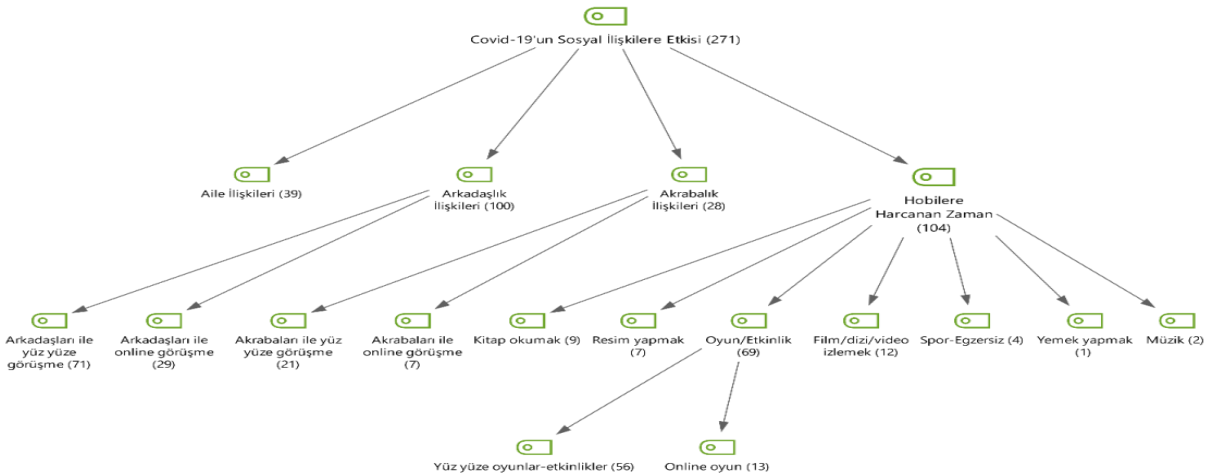 Covid-19'un Sosyal İlişkilere Etkisi (271)
Aile İlişkileri (39)
Arkadaşlık
İlişkileri (100)
Akrabalık
İlişkileri (28)
Hobilere
Harcanan Zaman
(104)
Arkadaşları ile
yüz yüze
görüşme (71)
Arkadaşları ile
online görüşme
(29)
Akrabaları ile yüz
yüze görüşme
(21)
Akrabaları ile
online görüşme
(7)
Kitap okumak (9)
Resim yapmak
(7)
Oyun/Etkinlik
(69)
Film/dizi/video
izlemek (12)
Spor-Egzersiz (4)
Yemek yapmak
(1)
Müzik (2)
Yüz yüze oyunlar-etkinlikler (56)
Online oyun (13)